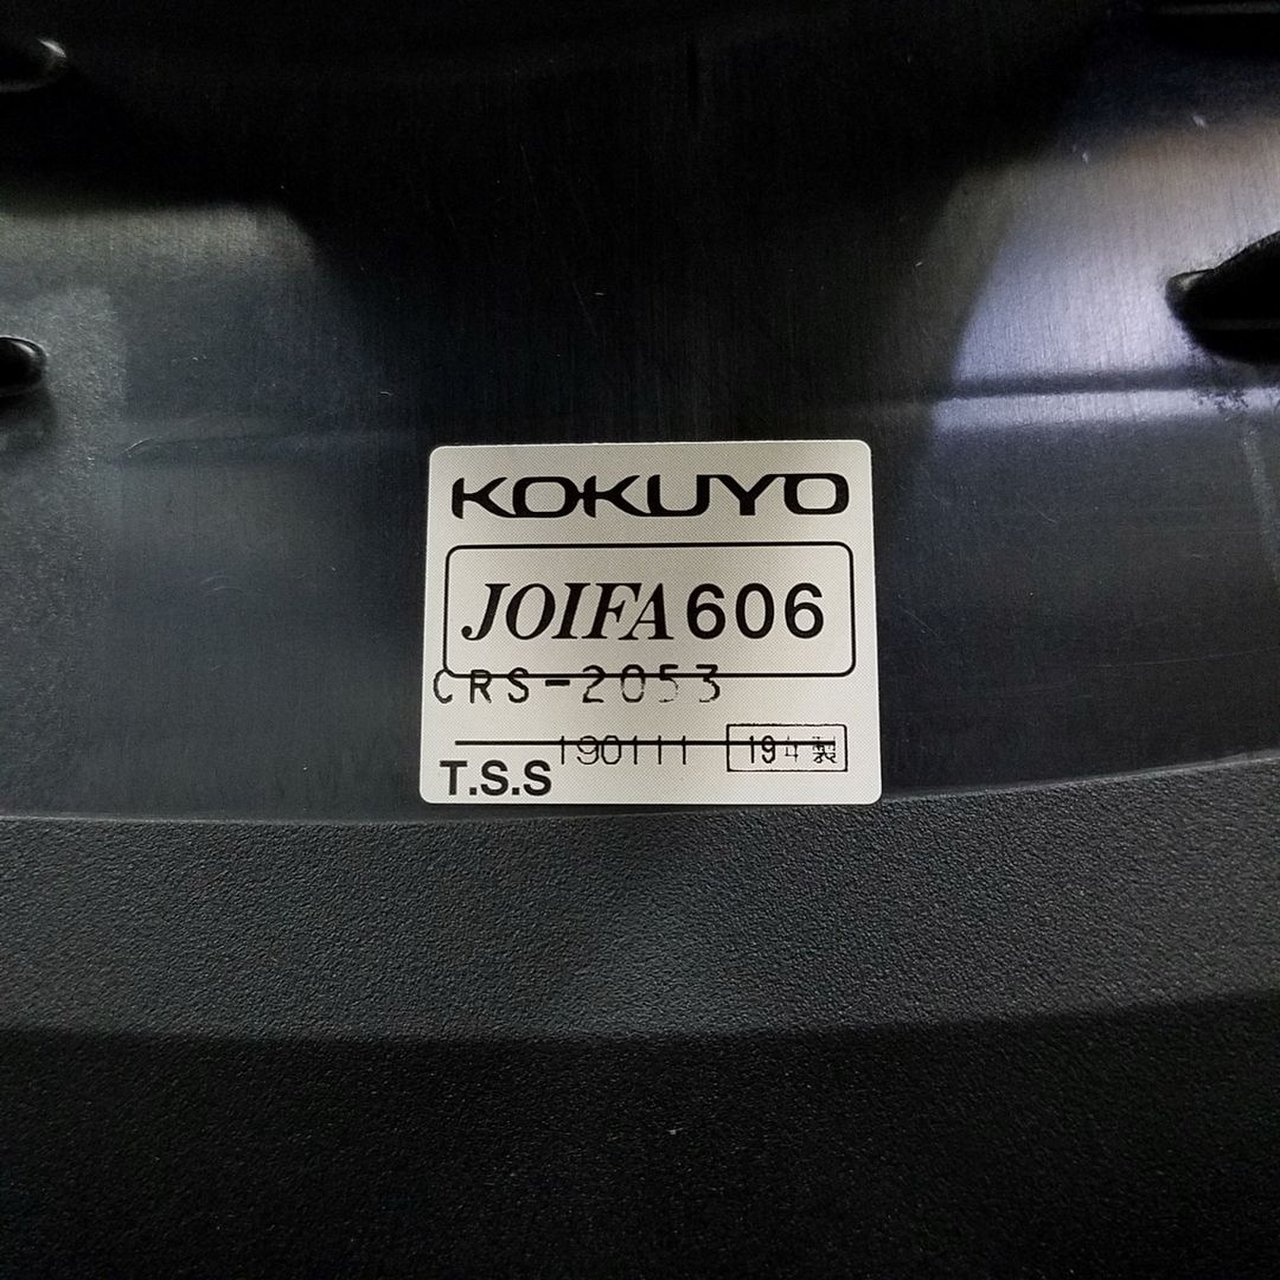 KOKUYO
JOIFA606
CRS-2053
190111 19年製
T.S.S